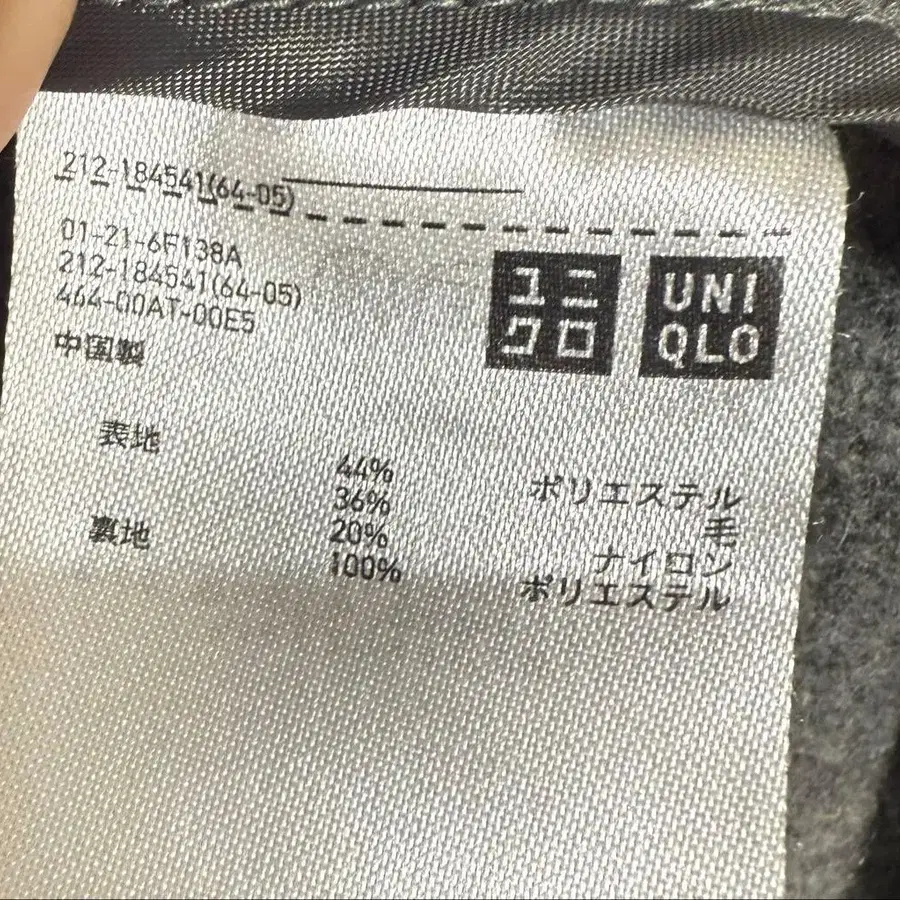 212-184541(64-05)
01-21-6F138A
212-184541(64-05)
464-00AT-00E5
中国製
ユニ
クロ
UNI
QLO
表地
44% ポリエステル
36% 毛
20% ナイロン
裏地
100% ポリエステル